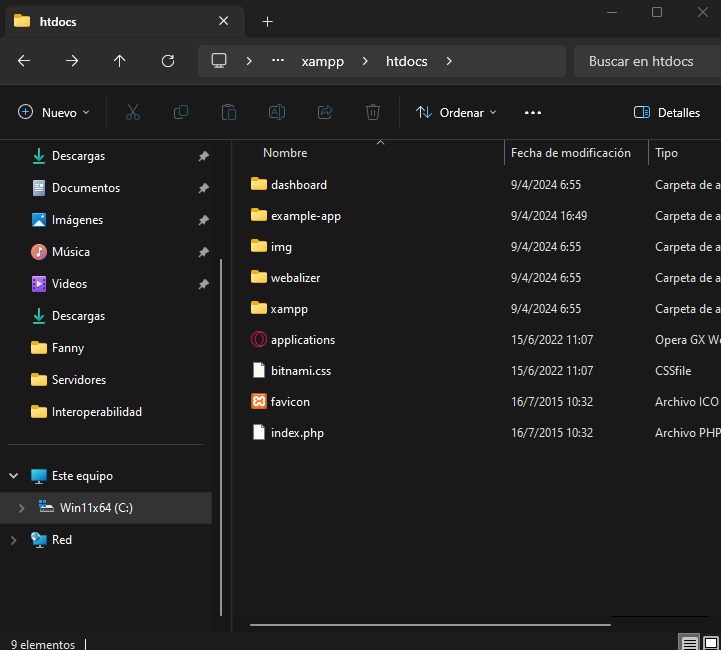 htdocs
xampp
htdocs
Buscar en htdocs
Nuevo
Ordenar
Detalles
Descargas
Documentos
Imágenes
Música
Videos
Descargas
Fanny
Servidores
Interoperabilidad
Este equipo
Win11x64 (C:)
Red
Nombre Fecha de modificación Tipo
dashboard 9/4/2024 6:55 Carpeta de a
example-app 9/4/2024 16:49 Carpeta de a
img 9/4/2024 6:55 Carpeta de a
webalizer 9/4/2024 6:55 Carpeta de a
xampp 9/4/2024 6:55 Carpeta de a
applications 15/6/2022 11:07 Opera GX We
bitnami.css 15/6/2022 11:07 CSSfile
favicon 16/7/2015 10:32 Archivo ICO
index.php 16/7/2015 10:32 Archivo PHP
9 elementos